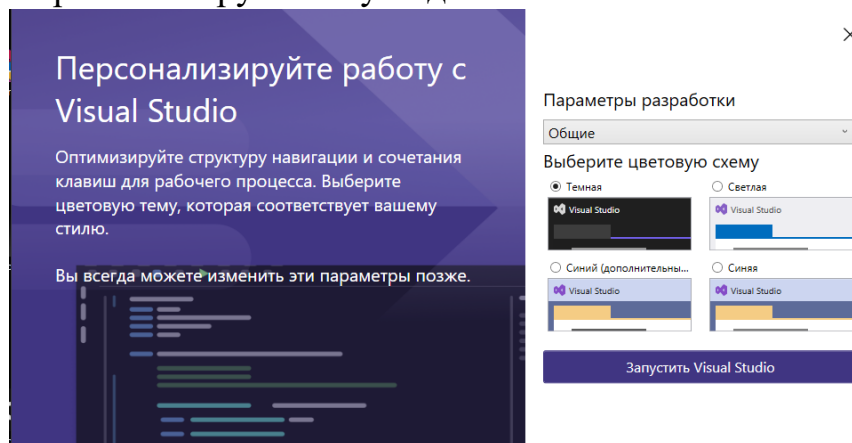 Персонализируйте работу с
Visual Studio
Оптимизируйте структуру навигации и сочетания
клавиш для рабочего процесса. Выберите
цветовую тему, которая соответствует вашему
стилю.
Вы всегда можете изменить эти параметры позже.
Параметры разработки
Общие
Выберите цветовую схему
Темная
Светлая
Visual Studio
Visual Studio
Синий (дополнительны...
Синяя
Visual Studio
Visual Studio
Запустить Visual Studio